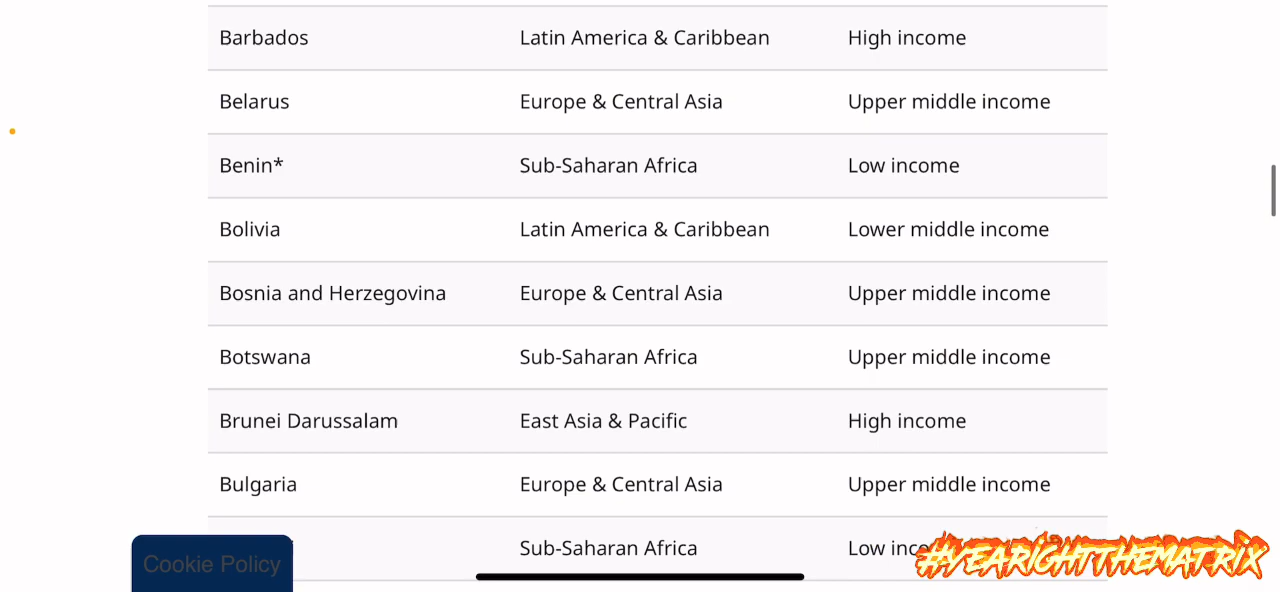 Barbados Latin America & Caribbean High income
Belarus Europe & Central Asia Upper middle income
Benin* Sub-Saharan Africa Low income
Bolivia Latin America & Caribbean Lower middle income
Bosnia and Herzegovina Europe & Central Asia Upper middle income
Botswana Sub-Saharan Africa Upper middle income
Brunei Darussalam East Asia & Pacific High income
Bulgaria Europe & Central Asia Upper middle income
Sub-Saharan Africa Low
Cookie Policy
#YEARIGHTTHEMATRIX